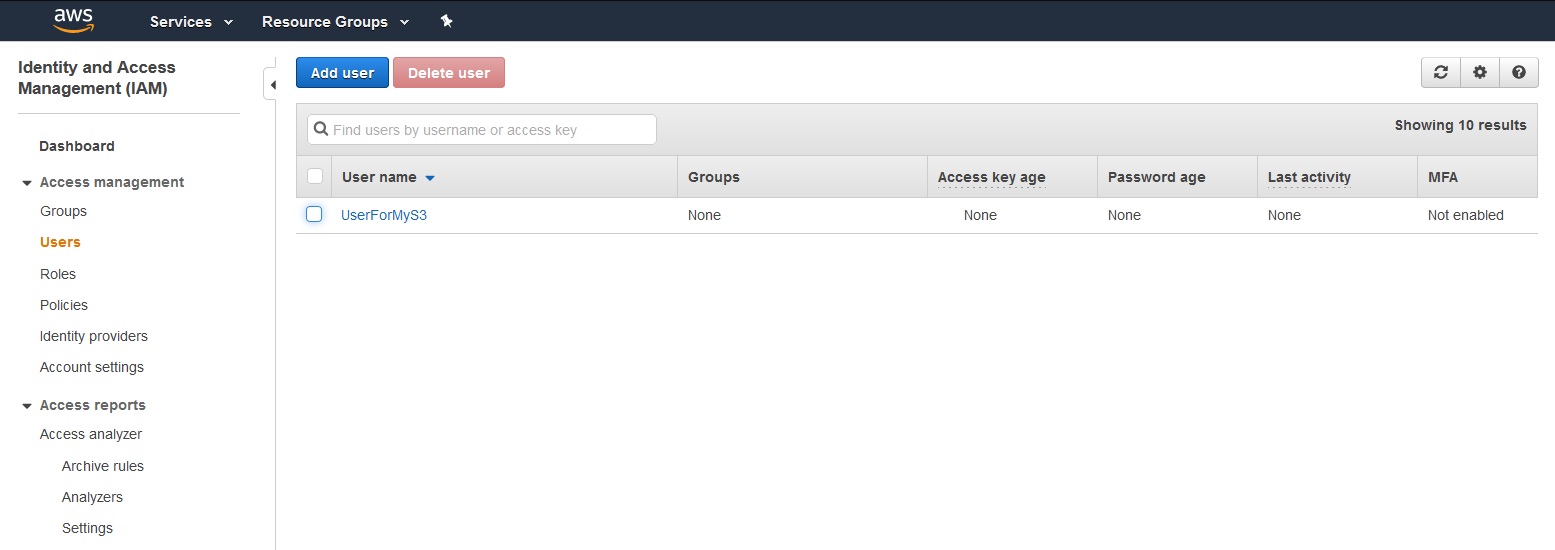 aws Services Resource Groups
Identity and Access
Management (IAM)
Dashboard
Access management
Groups
Users
Roles
Policies
Identity providers
Account settings
Access reports
Access analyzer
Archive rules
Analyzers
Settings
Add user Delete user
Find users by username or access key Showing 10 results
User name Groups Access key age Password age Last activity MFA
UserForMyS3 None None None None Not enabled